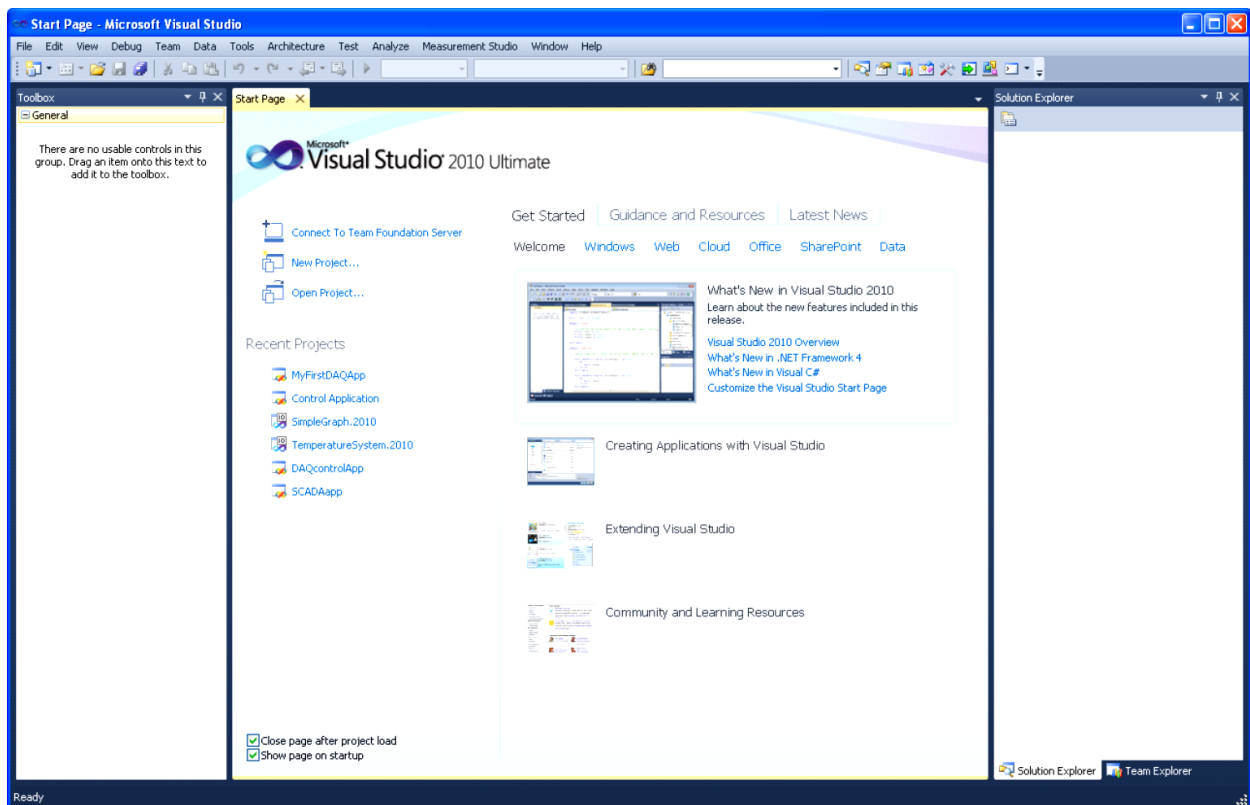 Start Page - Microsoft Visual Studio
File Edit View Debug Team Data Tools Architecture Test Analyze Measurement Studio Window Help
Toolbox
General
There are no usable controls in this
group. Drag an item onto this text to
add it to the toolbox.
Start Page
Microsoft®
Visual Studio® 2010 Ultimate
Connect To Team Foundation Server
New Project...
Open Project...
Recent Projects
MyFirstDAQApp
Control Application
SimpleGraph.2010
TemperatureSystem.2010
DAQcontrolApp
SCADAapp
Close page after project load
Show page on startup
Get Started Guidance and Resources Latest News
Welcome Windows Web Cloud Office SharePoint Data
What's New in Visual Studio 2010
Learn about the new features included in this
release.
Visual Studio 2010 Overview
What's New in .NET Framework 4
What's New in Visual C#
Customize the Visual Studio Start Page
Creating Applications with Visual Studio
Extending Visual Studio
Community and Learning Resources
Solution Explorer
Solution Explorer Team Explorer
Ready